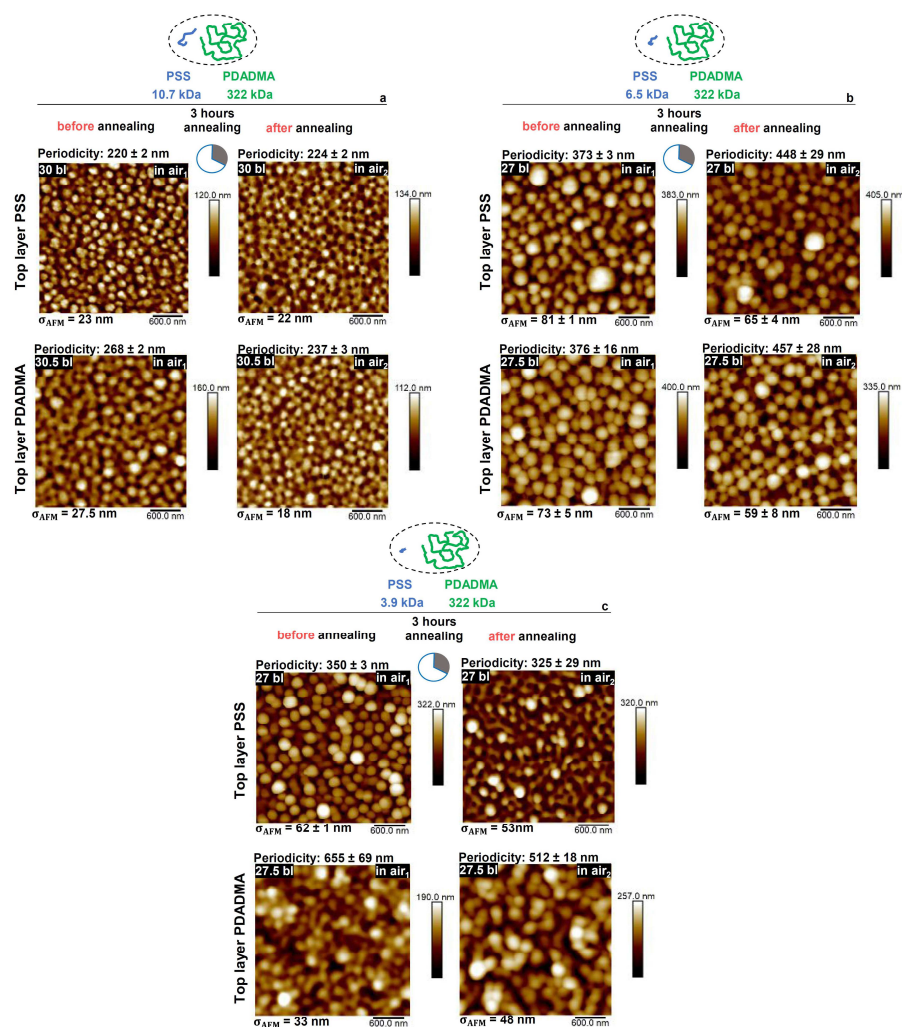 PSS PDADMA
10.7 kDa 322 kDa
a
before annealing 3 hours annealing after annealing
Periodicity: 220 ± 2 nm Periodicity: 224 ± 2 nm
30 bl in air1 120.0 nm 30 bl in air2 134.0 nm
Top layer PSS
600.0 nm 600.0 nm
σAFM = 23 nm σAFM = 22 nm
Periodicity: 268 ± 2 nm Periodicity: 237 ± 3 nm
30.5 bl in air1 160.0 nm 30.5 bl in air2 112.0 nm
Top layer PDADMA
600.0 nm 600.0 nm
σAFM = 27.5 nm σAFM = 18 nm
PSS PDADMA
6.5 kDa 322 kDa
b
before annealing 3 hours annealing after annealing
Periodicity: 373 ± 3 nm Periodicity: 448 ± 29 nm
27 bl in air1 383.0 nm 27 bl in air2 405.0 nm
Top layer PSS
600.0 nm 600.0 nm
σAFM = 81 ± 1 nm σAFM = 65 ± 4 nm
Periodicity: 376 ± 16 nm Periodicity: 457 ± 28 nm
27.5 bl in air1 400.0 nm 27.5 bl in air2 335.0 nm
Top layer PDADMA
600.0 nm 600.0 nm
σAFM = 73 ± 5 nm σAFM = 59 ± 8 nm
PSS PDADMA
3.9 kDa 322 kDa
c
before annealing 3 hours annealing after annealing
Periodicity: 350 ± 3 nm Periodicity: 325 ± 29 nm
27 bl in air1 322.0 nm 27 bl in air2 320.0 nm
Top layer PSS
600.0 nm 600.0 nm
σAFM = 62 ± 1 nm σAFM = 53nm
Periodicity: 655 ± 69 nm Periodicity: 512 ± 18 nm
27.5 bl in air1 190.0 nm 27.5 bl in air2 257.0 nm
Top layer PDADMA
600.0 nm 600.0 nm
σAFM = 33 nm σAFM = 48 nm